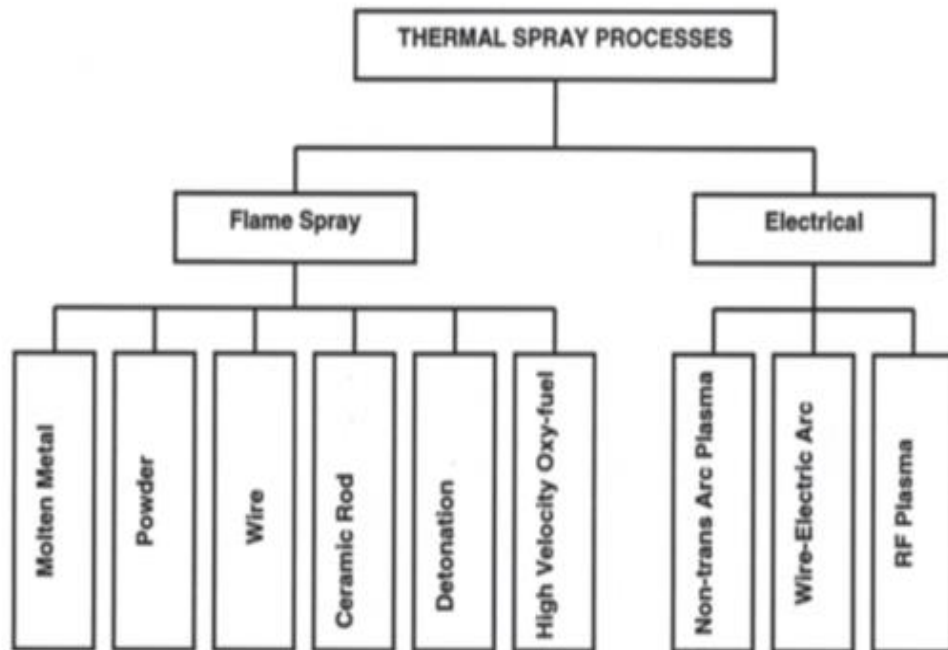 THERMAL SPRAY PROCESSES
Flame Spray
Electrical
Molten Metal
Powder
Wire
Ceramic Rod
Detonation
High Velocity Oxy-fuel
Non-trans Arc Plasma
Wire-Electric Arc
RF Plasma